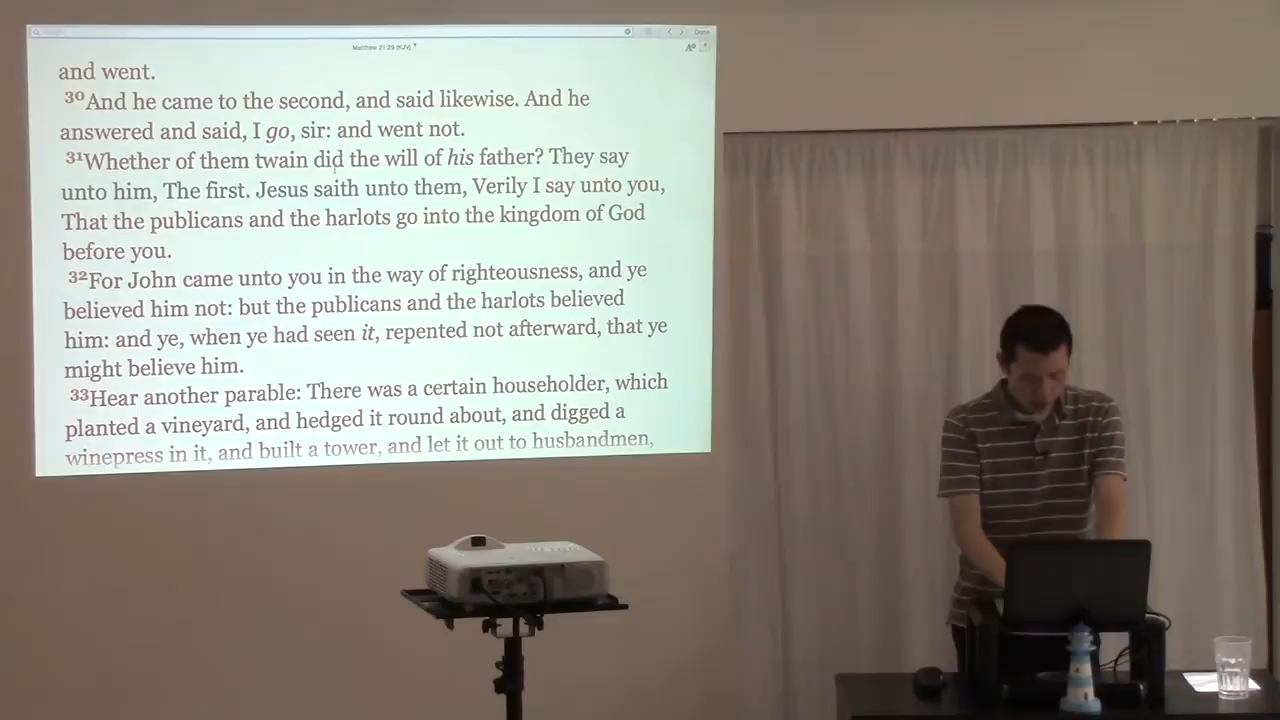 Done
Matthew 21:29 (KJV)
and went.
30And he came to the second, and said likewise. And he
answered and said, I go, sir: and went not.
31Whether of them twain did the will of his father? They say
unto him, The first. Jesus saith unto them, Verily I say unto you,
That the publicans and the harlots go into the kingdom of God
before you.
32For John came unto you in the way of righteousness, and ye
believed him not: but the publicans and the harlots believed
him: and ye, when ye had seen it, repented not afterward, that ye
might believe him.
33Hear another parable: There was a certain householder, which
planted a vineyard, and hedged it round about, and digged a
winepress in it, and built a tower, and let it out to husbandmen,